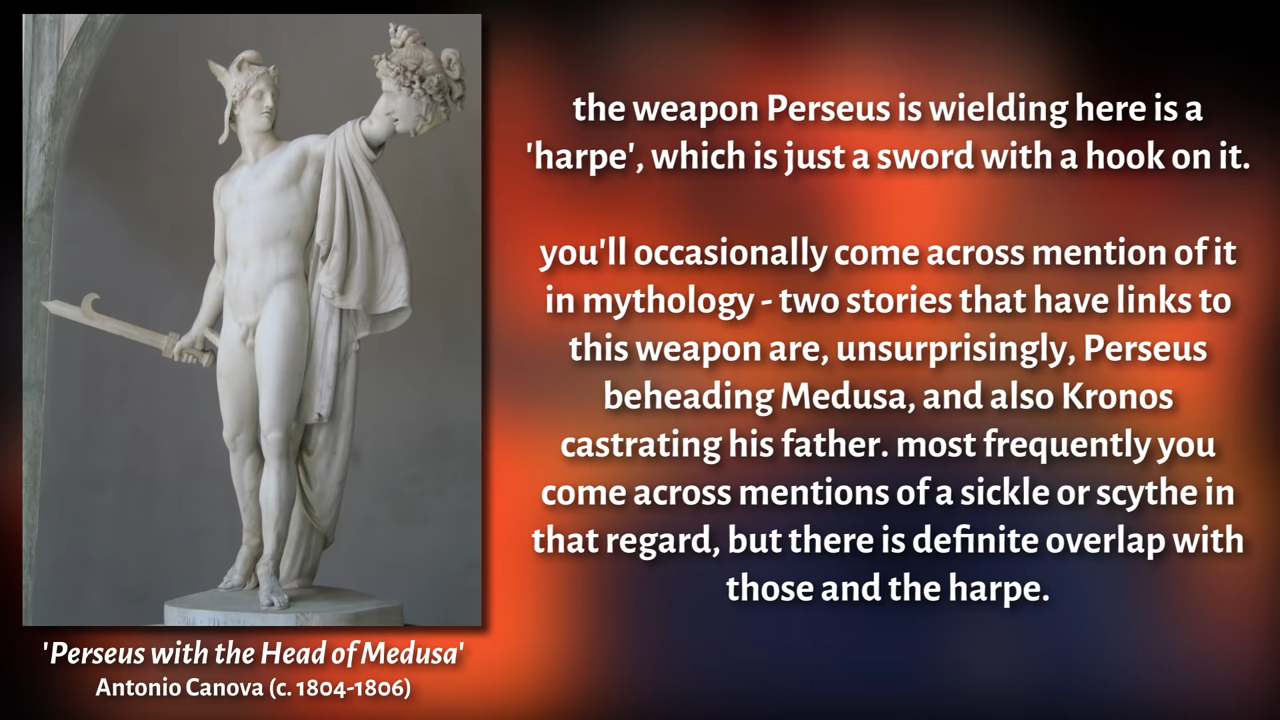 the weapon Perseus is wielding here is a
'harpe', which is just a sword with a hook on it.
you'll occasionally come across mention of it
in mythology - two stories that have links to
this weapon are, unsurprisingly, Perseus
beheading Medusa, and also Kronos
castrating his father. most frequently you
come across mentions of a sickle or scythe in
that regard, but there is definite overlap with
those and the harpe.
'Perseus with the Head of Medusa'
Antonio Canova (c. 1804-1806)